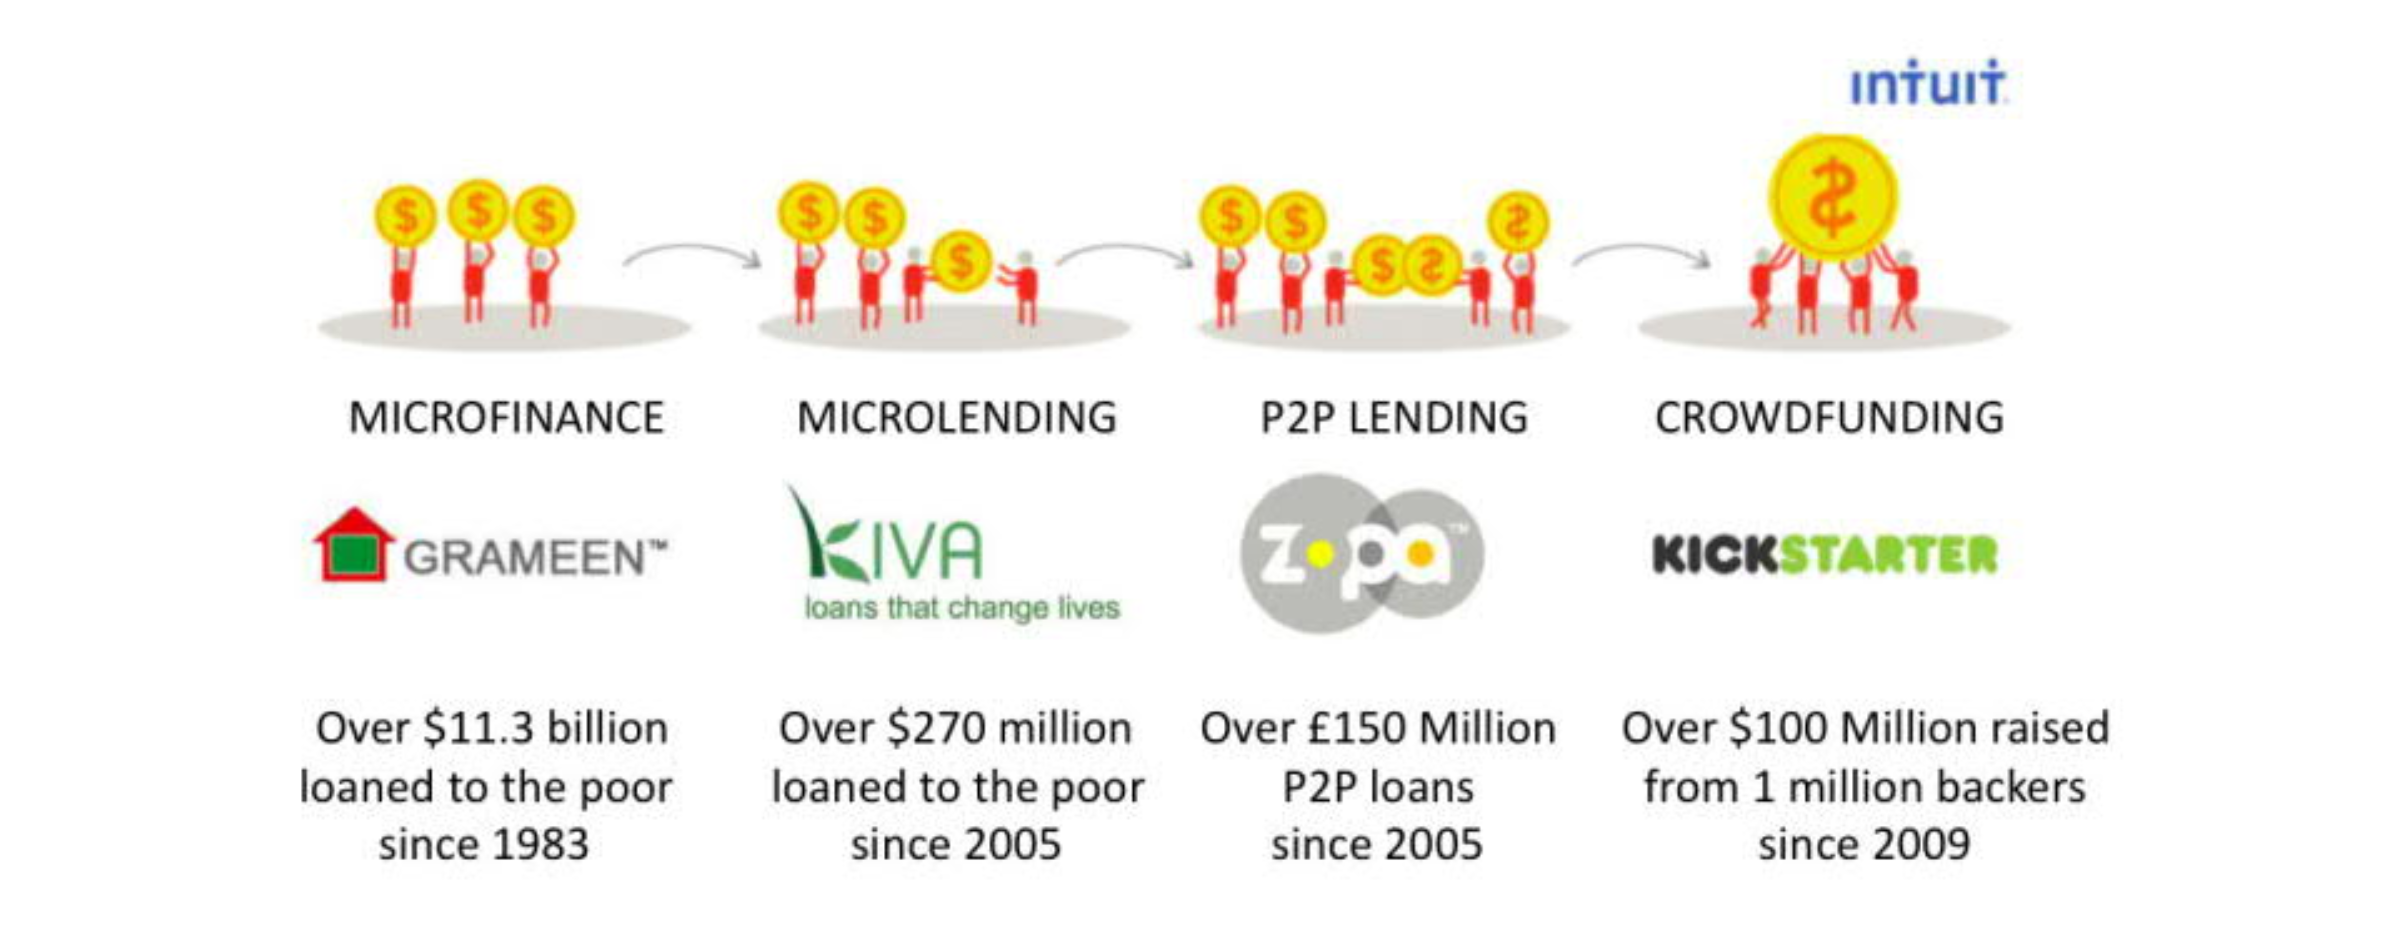 intuit
MICROFINANCE
MICROLENDING
P2P LENDING
CROWDFUNDING
GRAMEEN™
KIVA
loans that change lives
zopa™
KICKSTARTER
Over $11.3 billion
loaned to the poor
since 1983
Over $270 million
loaned to the poor
since 2005
Over £150 Million
P2P loans
since 2005
Over $100 Million raised
from 1 million backers
since 2009